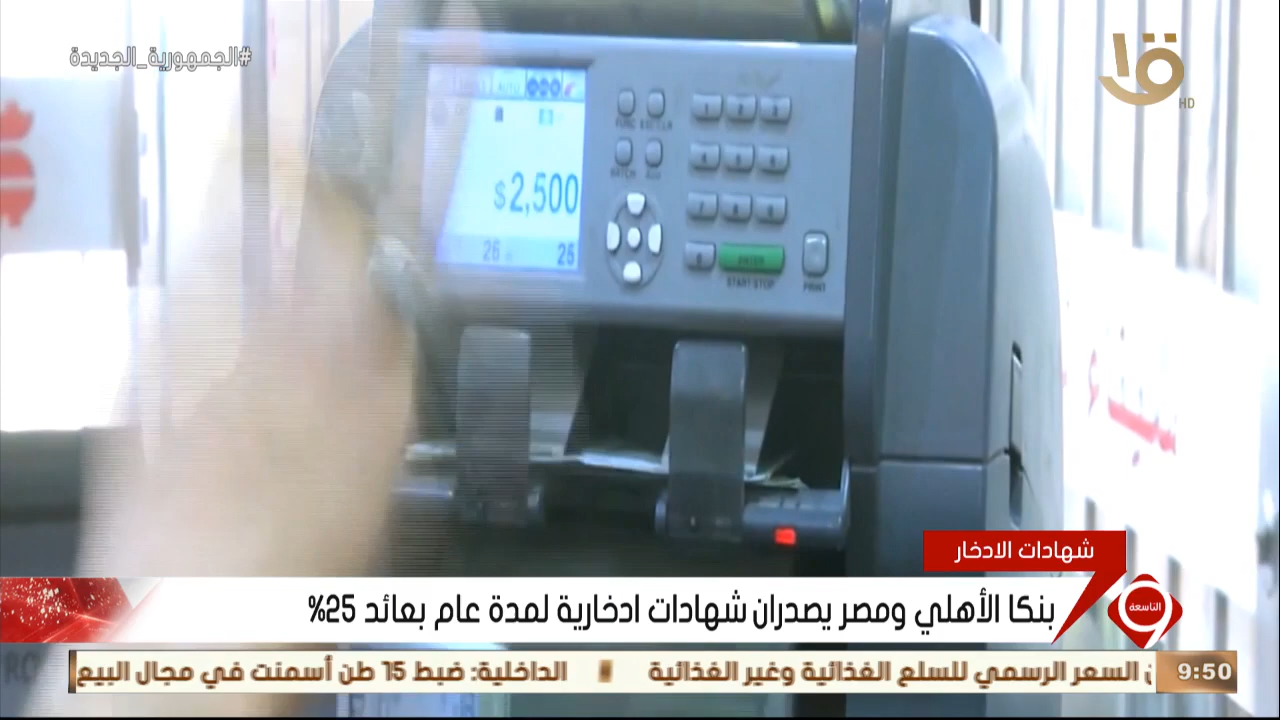 #الجمهورية_الجديدة
HD
AUTO
$2,500
26
25
ENTER
START·STOP
PRINT
شهادات الادخار
التاسعة
بنكا الأهلي ومصر يصدران شهادات ادخارية لمدة عام بعائد 25%
السعر الرسمي للسلع الغذائية وغير الغذائية
الداخلية: ضبط 15 طن أسمنت في مجال البيع
9:50